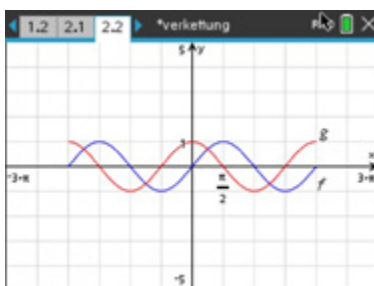 1.2 2.1 2.2 *verkettung
5 y
1 g
-3·π π/2 f x 3·π
-5